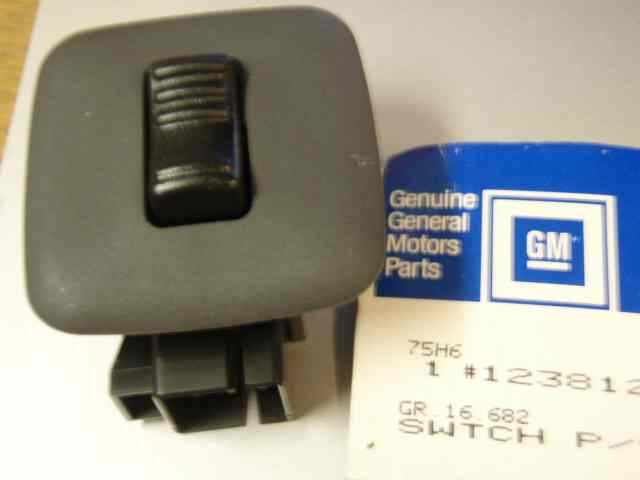 Genuine
General
Motors
Parts
GM
75H6
1 #123812
GR 16.682
SWTCH P/